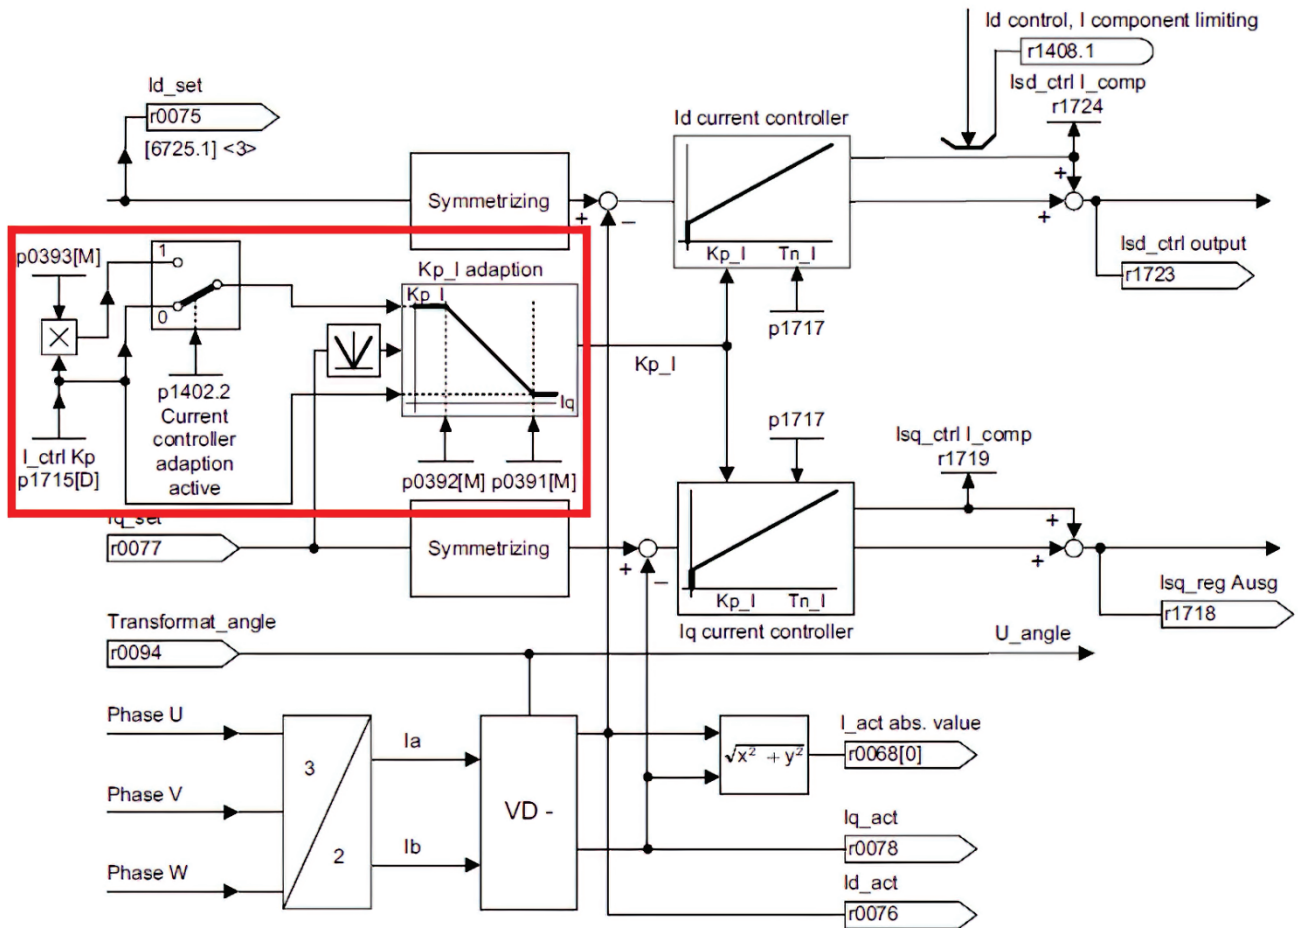 Id control, I component limiting
r1408.1
Isd_ctrl I_comp
r1724
Id_set
r0075
[6725.1] <3>
Id current controller
Symmetrizing
+
−
Kp_I Tn_I
+
+
Isd_ctrl output
r1723
p1717
p0393[M]
1
0
Kp_I adaption
Kp_I
Iq
Kp_I
p1402.2
Current
controller
adaption
active
I_ctrl Kp
p1715[D]
p0392[M] p0391[M]
p1717
Isq_ctrl I_comp
r1719
Iq_set
r0077
Symmetrizing
+
−
Kp_I Tn_I
Iq current controller
+
+
Isq_reg Ausg
r1718
Transformat_angle
r0094
U_angle
Phase U
Phase V
Phase W
3
2
Ia
Ib
VD -
√x² + y²
I_act abs. value
r0068[0]
Iq_act
r0078
Id_act
r0076